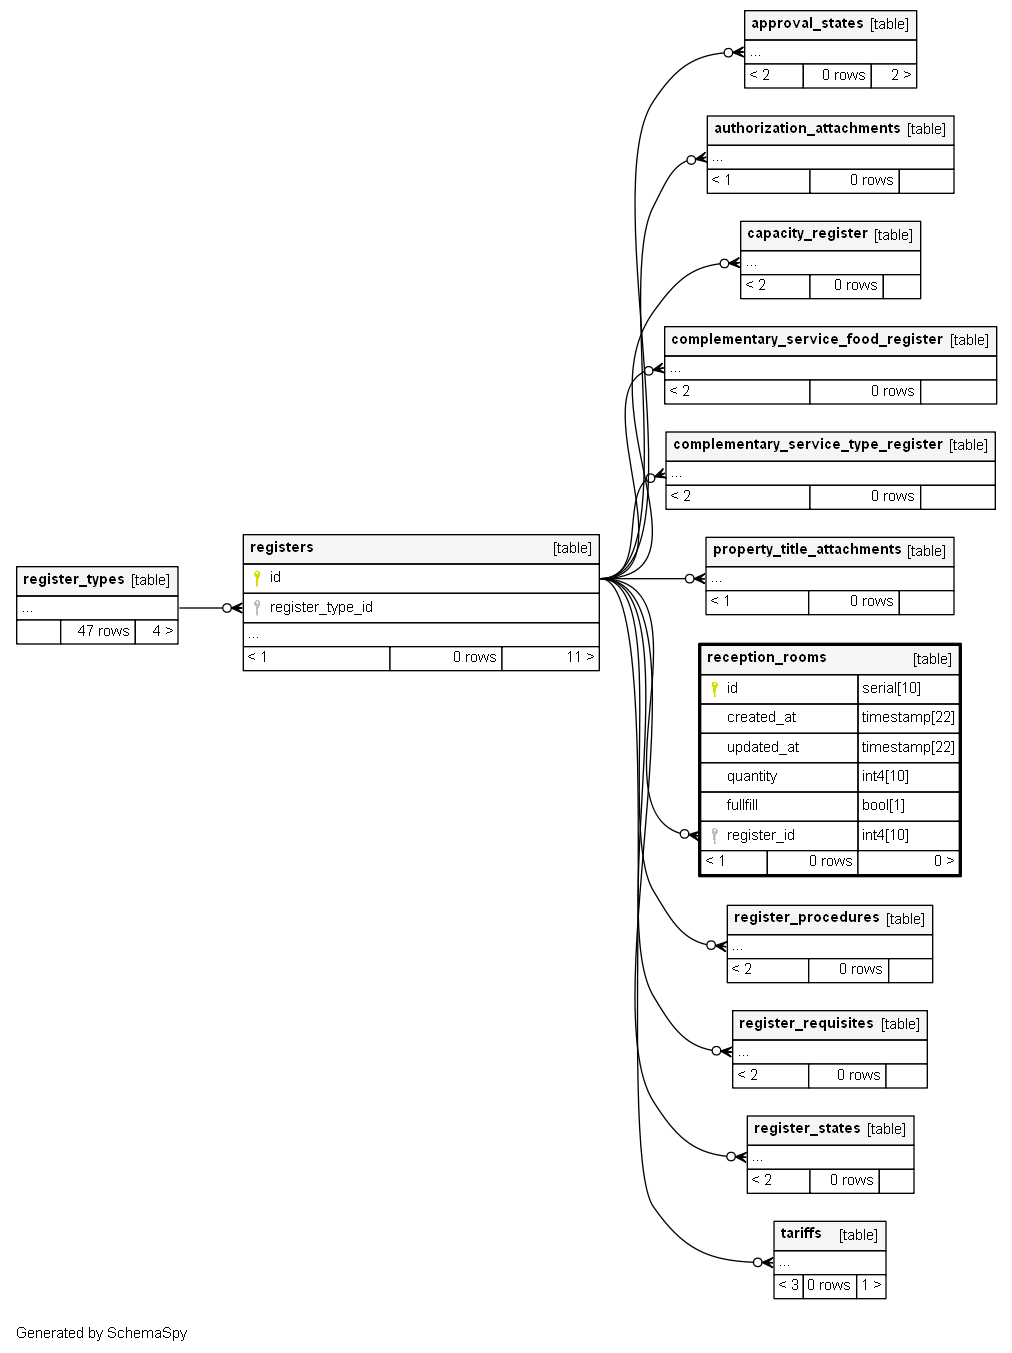 approval_states [table]
...
< 2 0 rows 2 >
authorization_attachments [table]
...
< 1 0 rows
capacity_register [table]
...
< 2 0 rows
complementary_service_food_register [table]
...
< 2 0 rows
complementary_service_type_register [table]
...
< 2 0 rows
register_types [table]
...
47 rows 4 >
registers [table]
id
register_type_id
...
< 1 0 rows 11 >
property_title_attachments [table]
...
< 1 0 rows
reception_rooms [table]
id serial[10]
created_at timestamp[22]
updated_at timestamp[22]
quantity int4[10]
fullfill bool[1]
register_id int4[10]
< 1 0 rows 0 >
register_procedures [table]
...
< 2 0 rows
register_requisites [table]
...
< 2 0 rows
register_states [table]
...
< 2 0 rows
tariffs [table]
...
< 3 0 rows 1 >
Generated by SchemaSpy